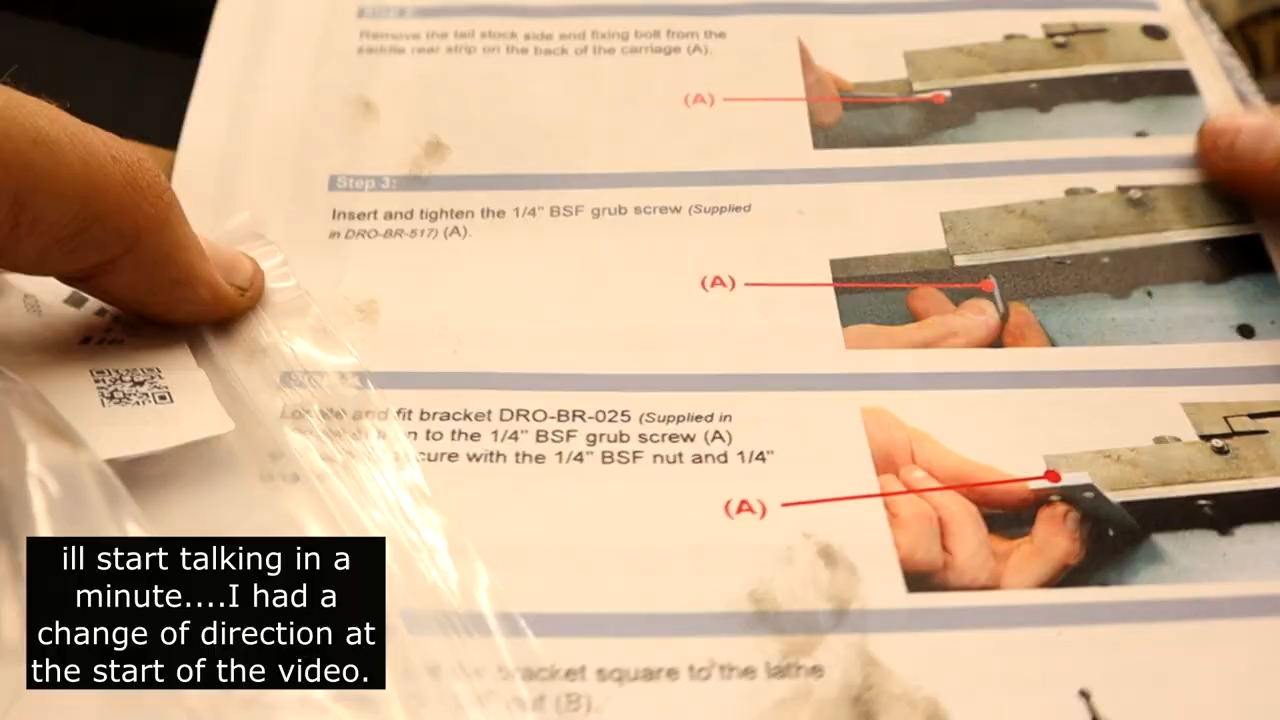 Remove the tail stock side end fixing bolt from the
saddle rear strip on the back of the carriage (A).
(A)
Step 3:
Insert and tighten the 1/4" BSF grub screw (Supplied
in DRO-BR-517) (A).
(A)
and fit bracket DRO-BR-025 (Supplied in
to the 1/4" BSF grub screw (A)
with the 1/4" BSF nut and 1/4"
(A)
bracket square to the lathe
(B).
ill start talking in a
minute....I had a
change of direction at
the start of the video.